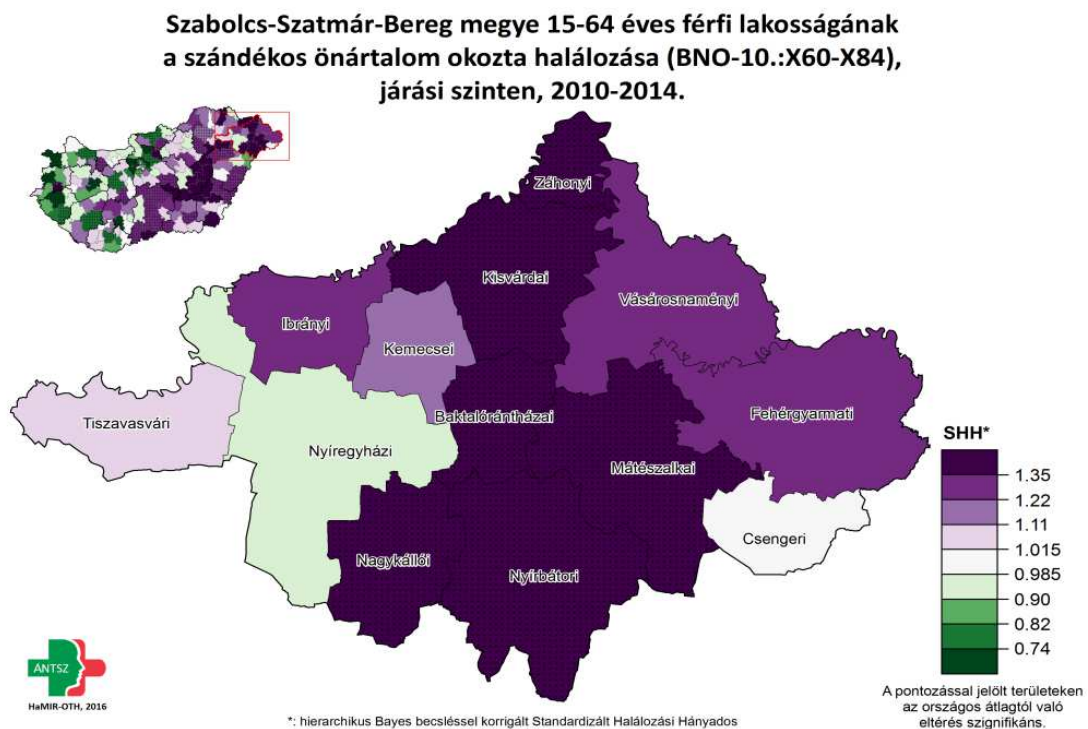 Szabolcs-Szatmár-Bereg megye 15-64 éves férfi lakosságának
a szándékos önártalom okozta halálozása (BNO-10.:X60-X84),
járási szinten, 2010-2014.
Záhonyi
Kisvárdai
Vásárosnaményi
Ibrányi
Kemecsei
Tiszavasvári
Baktalórántházai
Fehérgyarmati
Nyíregyházi
Mátészalkai
Csengeri
Nagykállói
Nyírbátori
SHH*
1.35
1.22
1.11
1.015
0.985
0.90
0.82
0.74
A pontozással jelölt területeken
az országos átlagtól való
eltérés szignifikáns.
ÁNTSZ
HaMIR-OTH, 2016
*: hierarchikus Bayes becsléssel korrigált Standardizált Halálozási Hányados